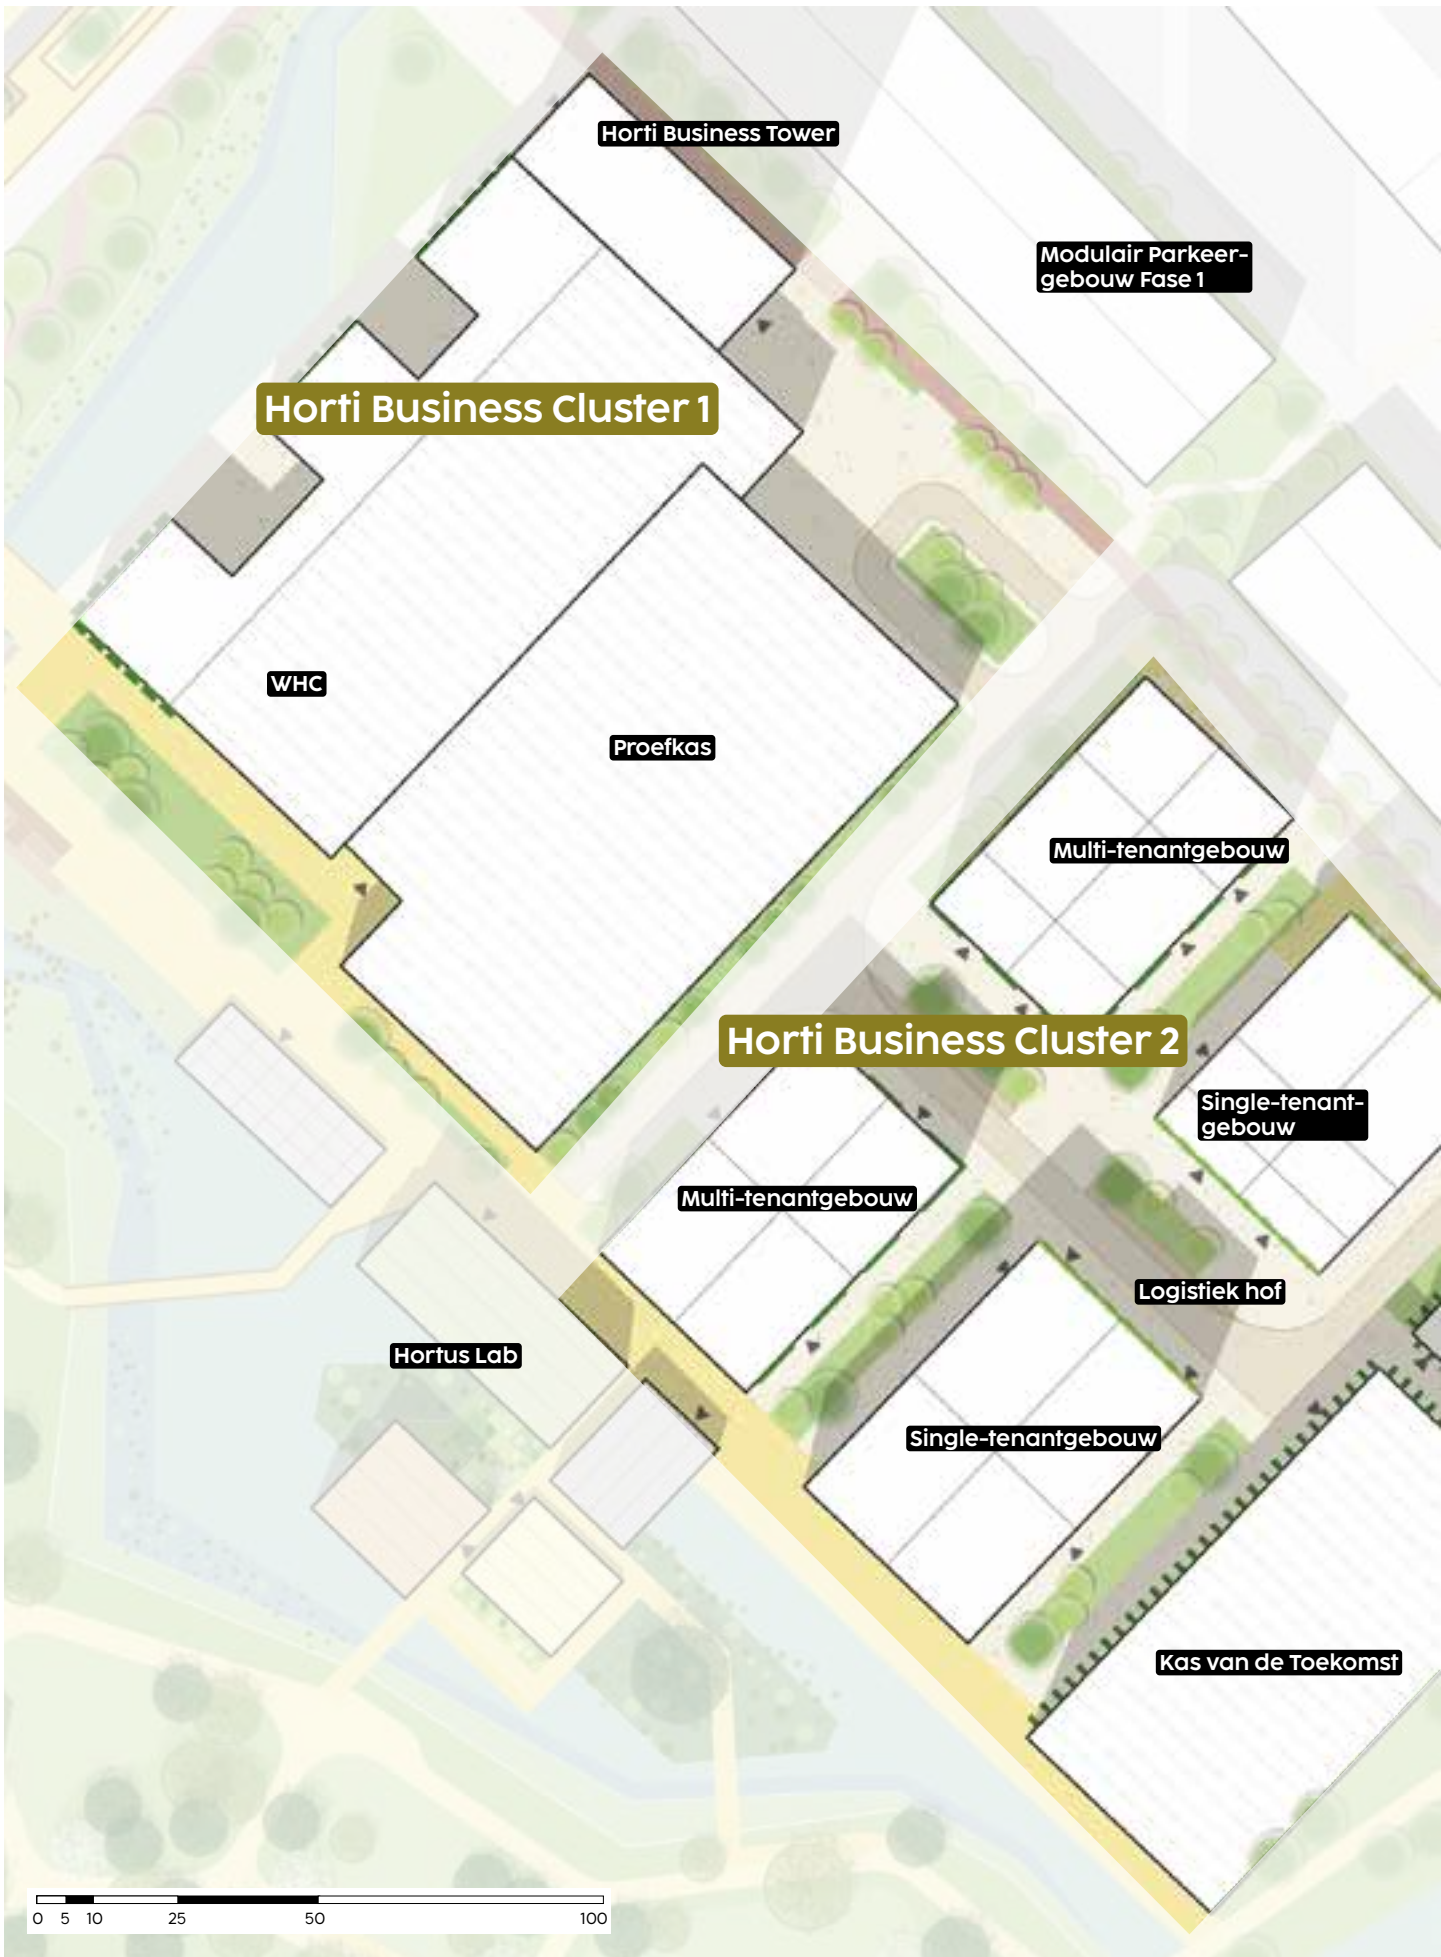 Horti Business Tower
Modulair Parkeer-
gebouw Fase 1
Horti Business Cluster 1
WHC
Proefkas
Multi-tenantgebouw
Horti Business Cluster 2
Single-tenant-
gebouw
Multi-tenantgebouw
Logistiek hof
Hortus Lab
Single-tenantgebouw
Kas van de Toekomst
0 5 10 25 50 100